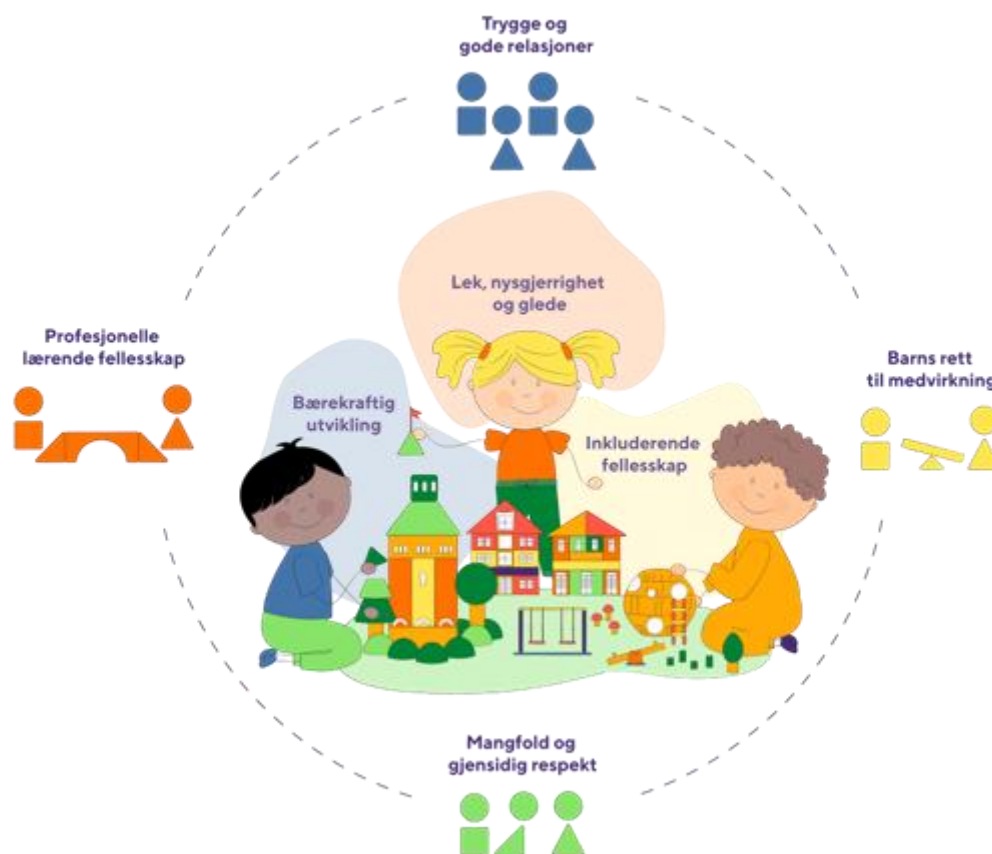 Trygge og
gode relasjoner
Lek, nysgjerrighet
og glede
Profesjonelle
lærende fellesskap
Barns rett
til medvirkning
Bærekraftig
utvikling
Inkluderende
fellesskap
Mangfold og
gjensidig respekt